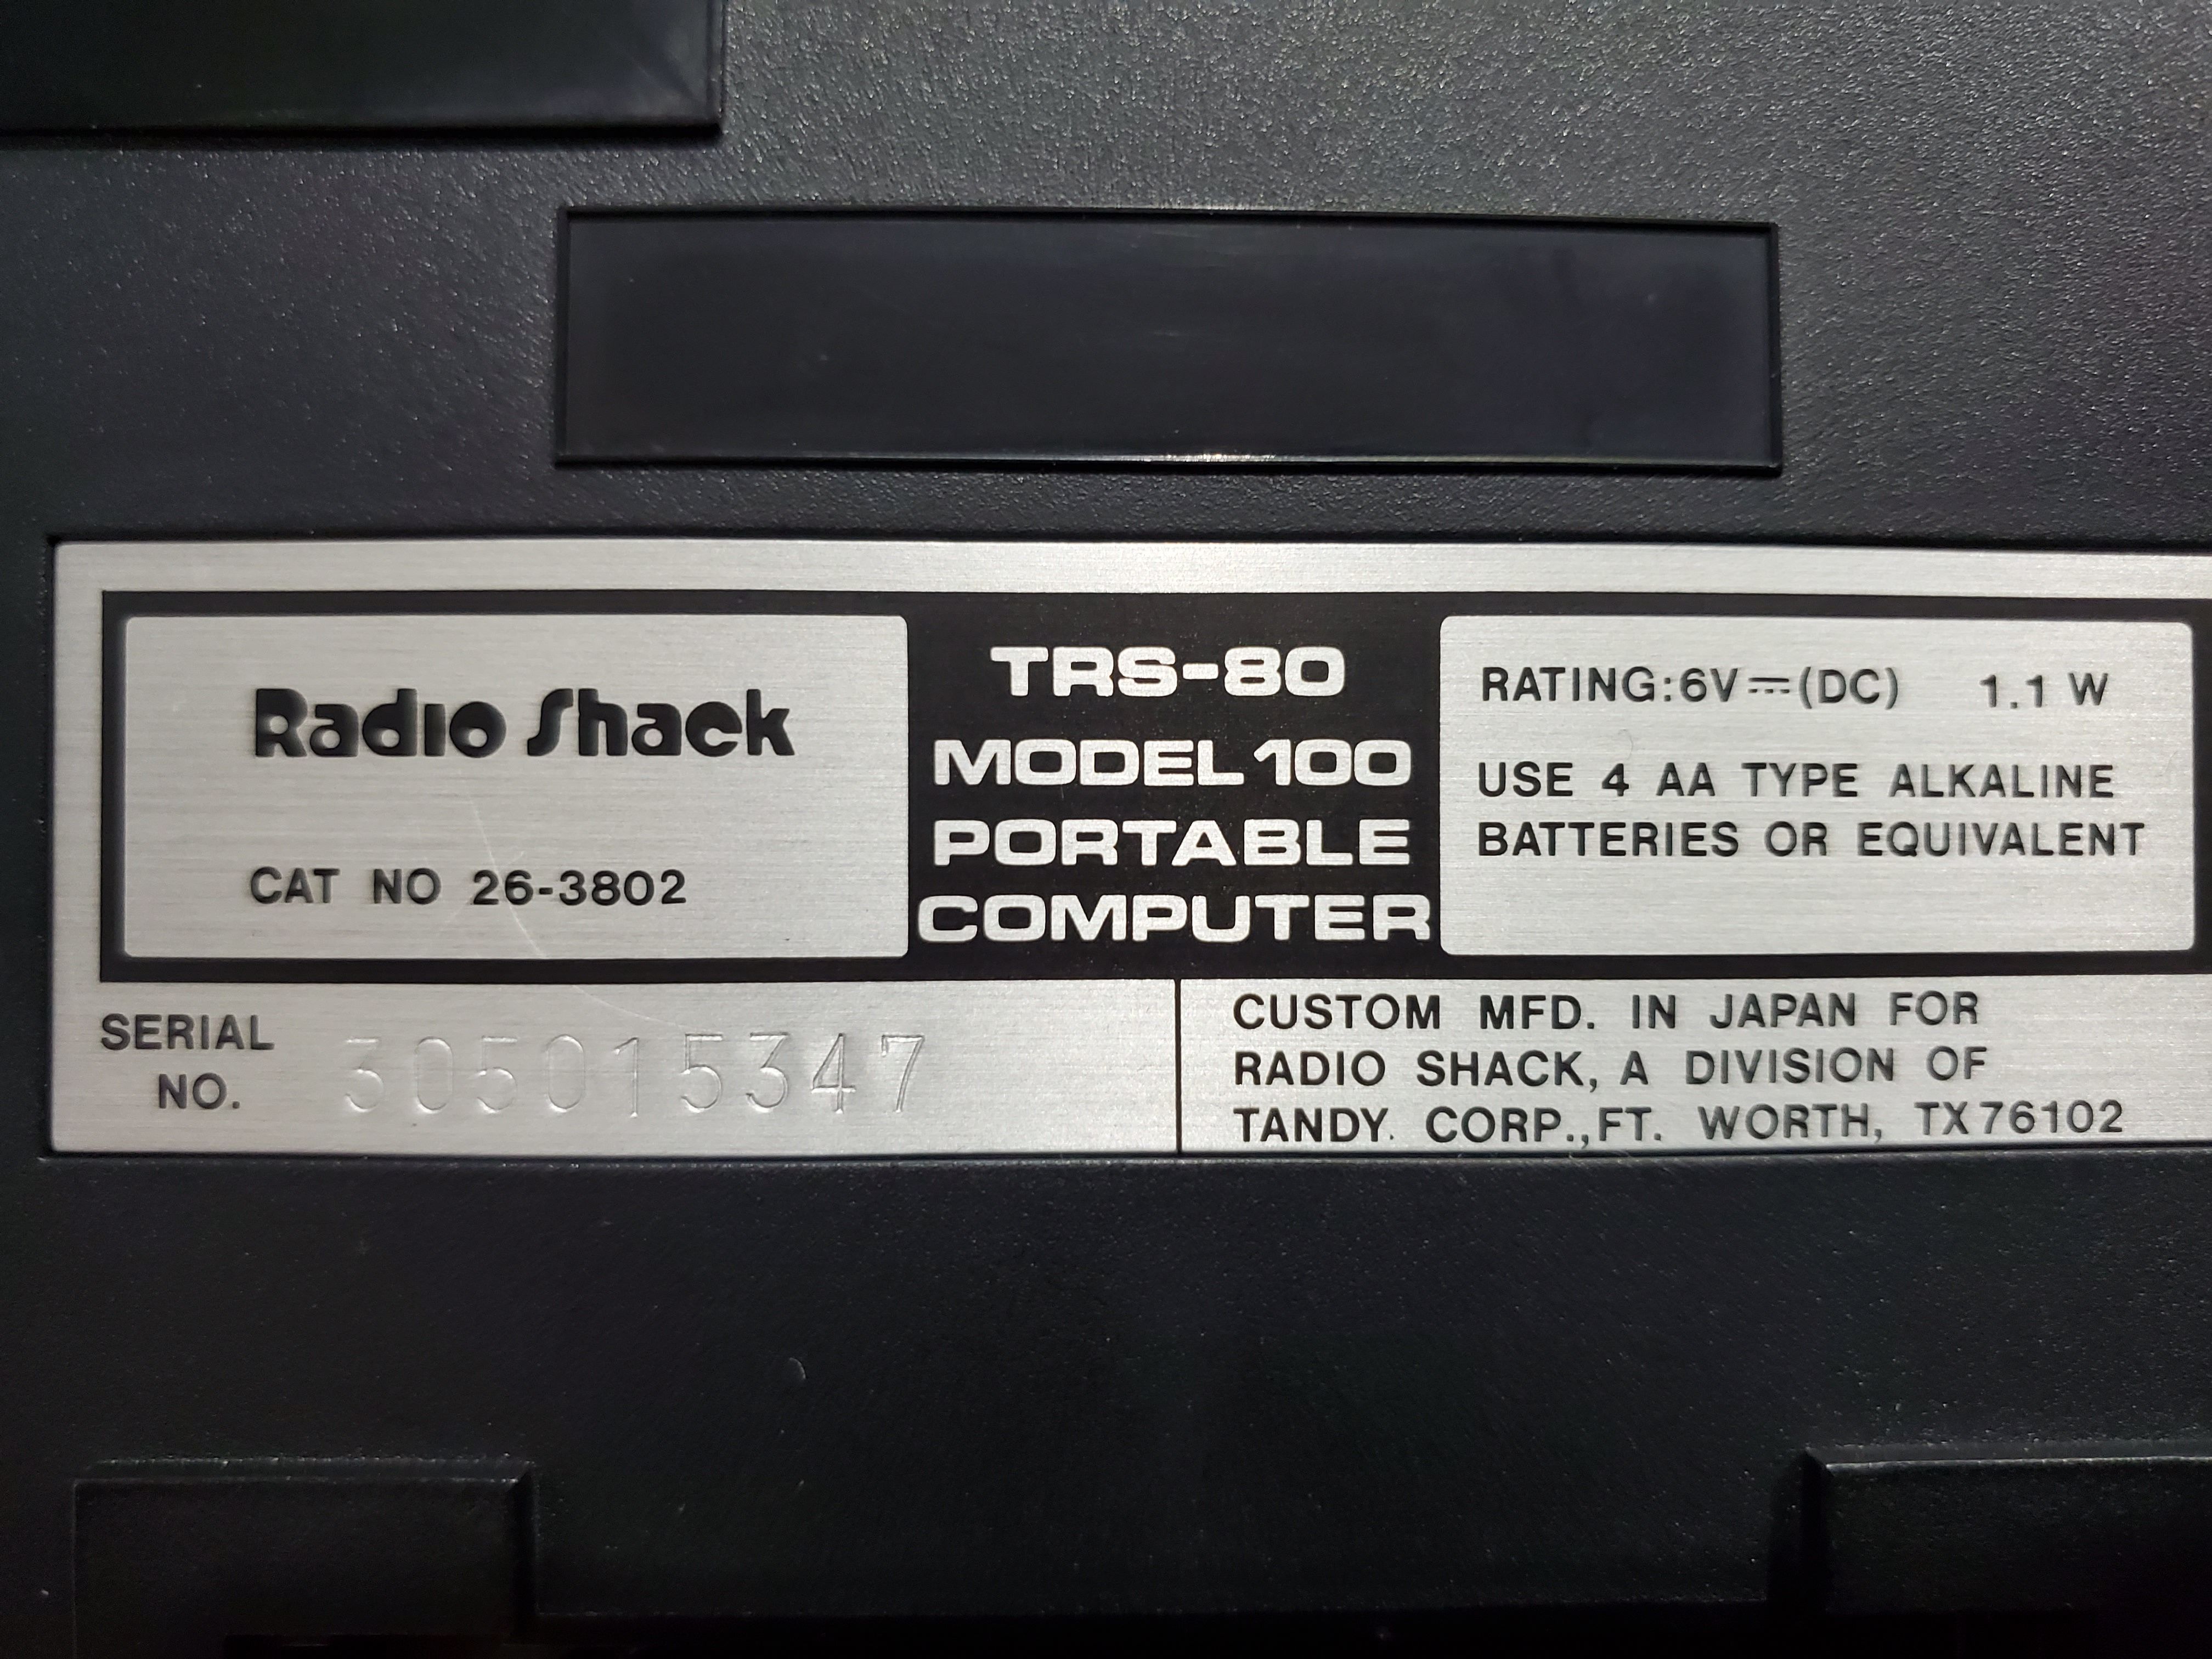 Radio Shack
CAT NO 26-3802
TRS-80
MODEL 100
PORTABLE
COMPUTER
RATING:6V⎓(DC) 1.1 W
USE 4 AA TYPE ALKALINE
BATTERIES OR EQUIVALENT
SERIAL
NO.
305015347
CUSTOM MFD. IN JAPAN FOR
RADIO SHACK, A DIVISION OF
TANDY. CORP.,FT. WORTH, TX76102